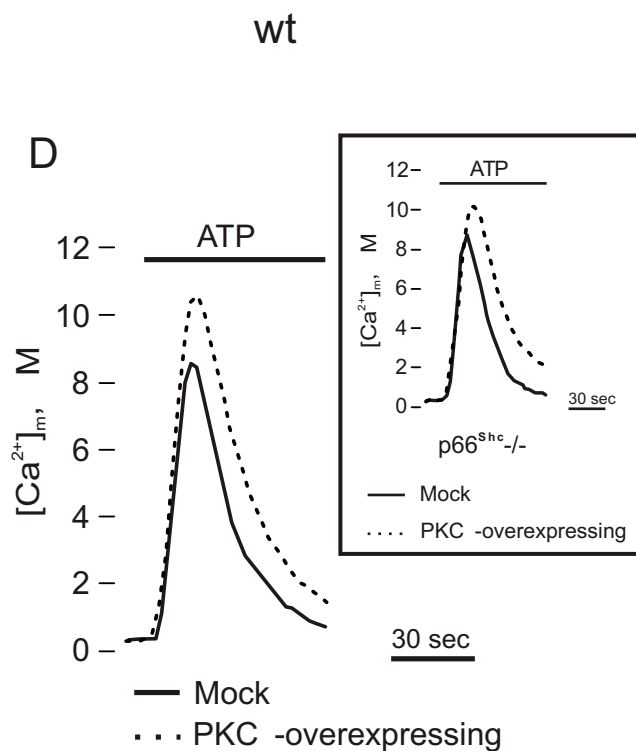 wt
D
ATP
12
10
8
6
4
2
0
[Ca²⁺]ₘ, M
30 sec
Mock
PKC -overexpressing
ATP
12
10
8
6
4
2
0
[Ca²⁺]ₘ, M
30 sec
p66ˢʰᶜ-/-
Mock
PKC -overexpressing